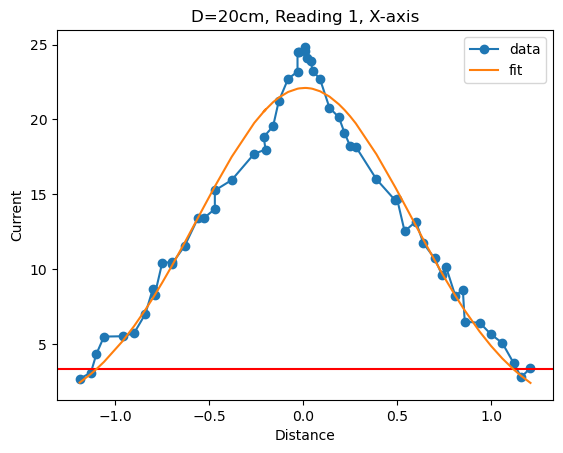 D=20cm, Reading 1, X-axis
data
fit
25
20
15
10
5
Current
−1.0 −0.5 0.0 0.5 1.0
Distance